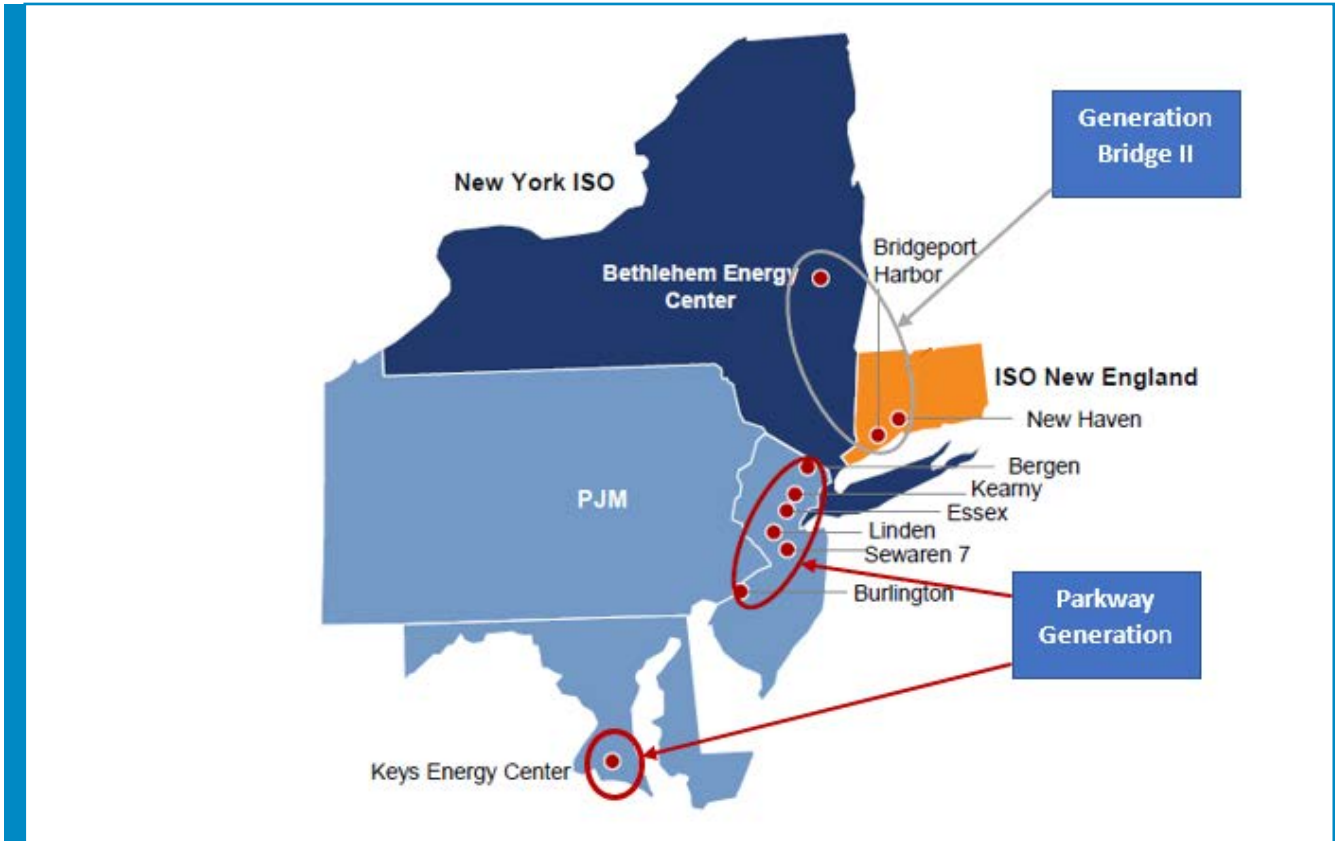 Generation
Bridge II
New York ISO
Bridgeport
Harbor
Bethlehem Energy
Center
ISO New England
New Haven
Bergen
Kearny
PJM
Essex
Linden
Sewaren 7
Burlington
Parkway
Generation
Keys Energy Center